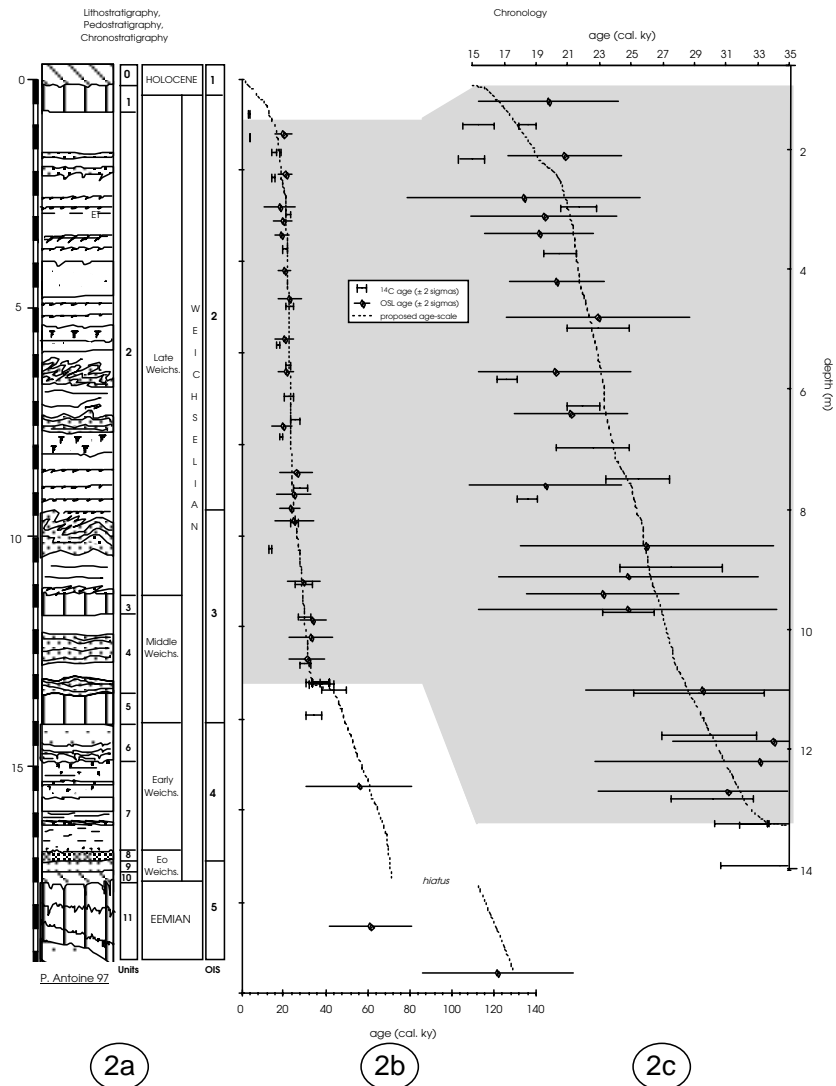 Lithostratigraphy,
Pedostratigraphy,
Chronostratigraphy
Chronology
age (cal. ky)
15 17 19 21 23 25 27 29 31 33 35
0
5
10
15
ET
0
1
2
3
4
5
6
7
8
9
10
11
Units
HOLOCENE
Late
Weichs.
Middle
Weichs.
Early
Weichs.
Eo
Weichs.
EEMIAN
WEICHSELIAN
1
2
3
4
5
OIS
P. Antoine 97
14C age (± 2 sigmas)
OSL age (± 2 sigmas)
proposed age-scale
hiatus
2
4
6
8
10
12
14
depth (m)
0 20 40 60 80 100 120 140
age (cal. ky)
2a
2b
2c